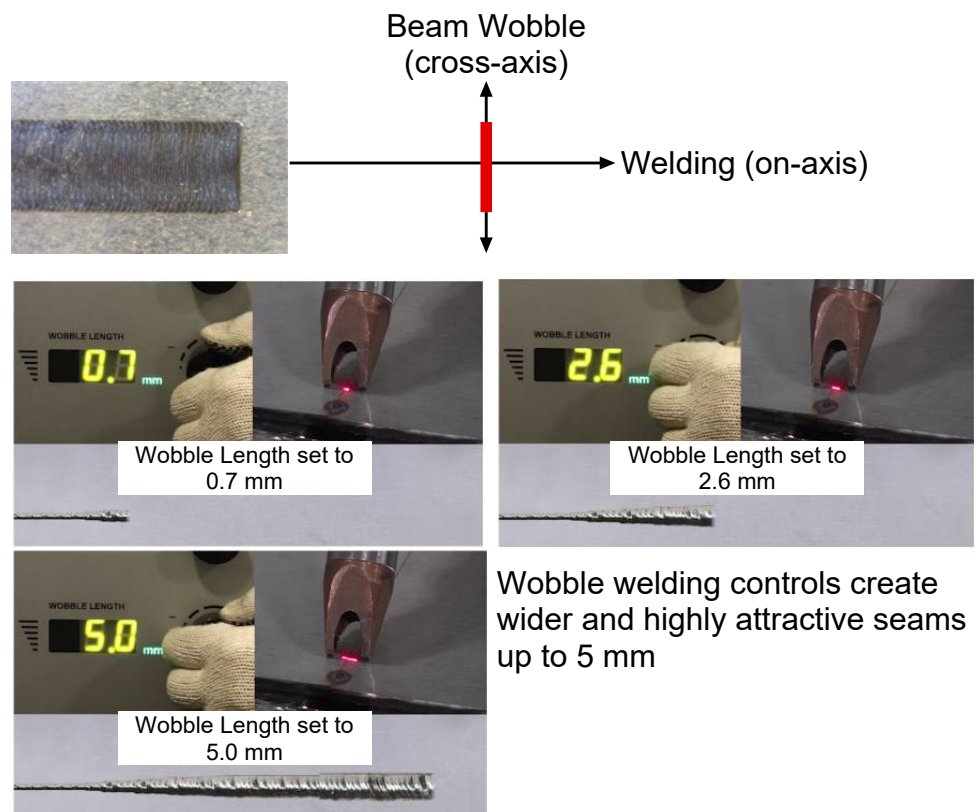 Beam Wobble
(cross-axis)
Welding (on-axis)
WOBBLE LENGTH
0.7 mm
Wobble Length set to
0.7 mm
WOBBLE LENGTH
2.6 mm
Wobble Length set to
2.6 mm
WOBBLE LENGTH
5.0 mm
Wobble Length set to
5.0 mm
Wobble welding controls create
wider and highly attractive seams
up to 5 mm